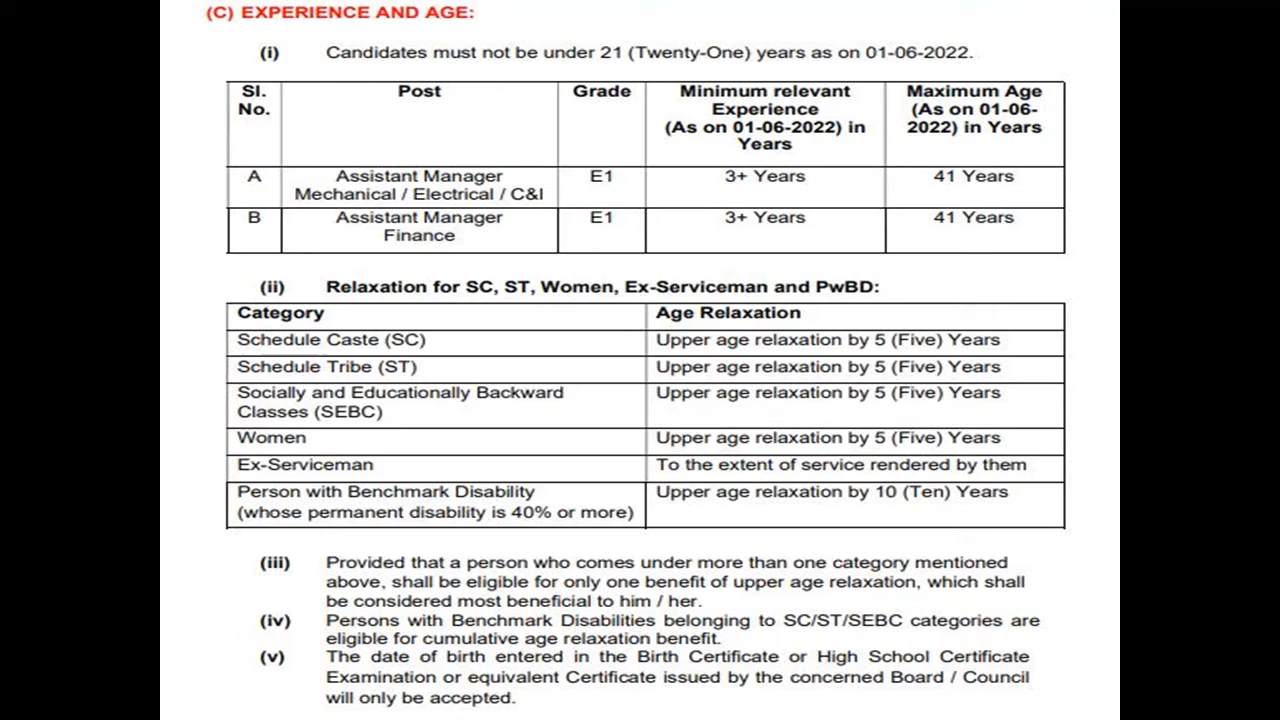 (C) EXPERIENCE AND AGE:
(i) Candidates must not be under 21 (Twenty-One) years as on 01-06-2022.
Sl. No. Post Grade Minimum relevant Experience (As on 01-06-2022) in Years Maximum Age (As on 01-06-2022) in Years
A Assistant Manager Mechanical / Electrical / C&I E1 3+ Years 41 Years
B Assistant Manager Finance E1 3+ Years 41 Years
(ii) Relaxation for SC, ST, Women, Ex-Serviceman and PwBD:
Category Age Relaxation
Schedule Caste (SC) Upper age relaxation by 5 (Five) Years
Schedule Tribe (ST) Upper age relaxation by 5 (Five) Years
Socially and Educationally Backward Classes (SEBC) Upper age relaxation by 5 (Five) Years
Women Upper age relaxation by 5 (Five) Years
Ex-Serviceman To the extent of service rendered by them
Person with Benchmark Disability (whose permanent disability is 40% or more) Upper age relaxation by 10 (Ten) Years
(iii) Provided that a person who comes under more than one category mentioned
above, shall be eligible for only one benefit of upper age relaxation, which shall
be considered most beneficial to him / her.
(iv) Persons with Benchmark Disabilities belonging to SC/ST/SEBC categories are
eligible for cumulative age relaxation benefit.
(v) The date of birth entered in the Birth Certificate or High School Certificate
Examination or equivalent Certificate issued by the concerned Board / Council
will only be accepted.